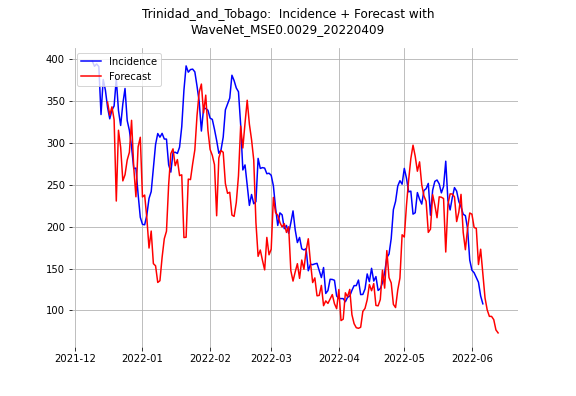 Trinidad_and_Tobago:  Incidence + Forecast with
WaveNet_MSE0.0029_20220409
Incidence
Forecast
400
350
300
250
200
150
100
2021-12 2022-01 2022-02 2022-03 2022-04 2022-05 2022-06